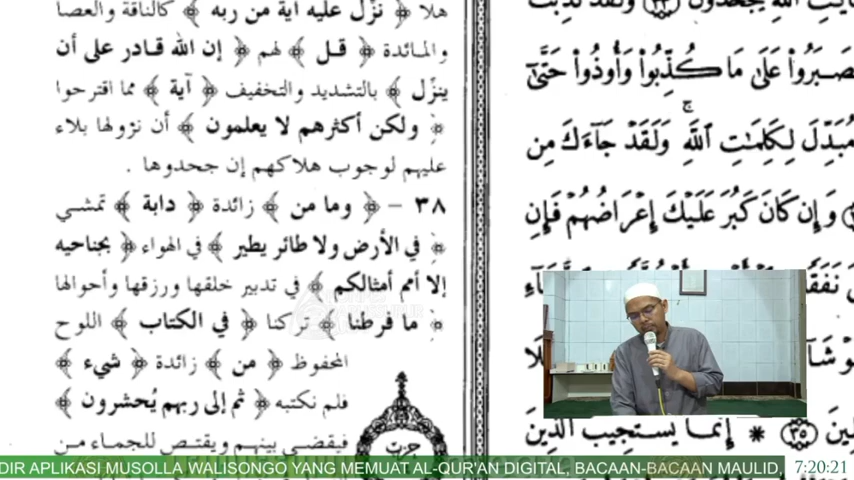 هلا ﴿ نزّل عليه آية من ربه ﴾ كالناقة والعصا
والمائدة ﴿ قل ﴾ لهم ﴿ إن الله قادر على أن
ينزّل ﴾ بالتشديد والتخفيف ﴿ آية ﴾ مما اقترحوا
﴿ ولكن أكثرهم لا يعلمون ﴾ أن نزولها بلاء
عليهم لوجوب هلاكهم إن جحدوها .
٣٨ – ﴿ وما من ﴾ زائدة ﴿ دابة ﴾ تمشي
﴿ في الأرض ولا طائر يطير ﴾ في الهواء ﴿ بجناحيه
إلا أمم أمثالكم ﴾ في تدبير خلقها ورزقها وأحوالها
﴿ ما فرطنا ﴾ تركنا ﴿ في الكتاب ﴾ اللوح
المحفوظ ﴿ من ﴾ زائدة ﴿ شيء ﴾
فلم نكتبه ﴿ ثم إلى ربهم يُحشرون ﴾
فيقضي بينهم ويقتص للجماء من
حزب
صَبَرُوا۟ عَلَىٰ مَا كُذِّبُوا۟ وَأُوذُوا۟ حَتَّىٰٓ
مُبَدِّلَ لِكَلِمَٰتِ ٱللَّهِ ۚ وَلَقَدْ جَآءَكَ مِن
وَإِن كَانَ كَبُرَ عَلَيْكَ إِعْرَاضُهُمْ فَإِنِ
٣٥ ۞ إِنَّمَا يَسْتَجِيبُ ٱلَّذِينَ
DIR APLIKASI MUSOLLA WALISONGO YANG MEMUAT AL-QUR'AN DIGITAL, BACAAN-BACAAN MAULID,
7:20:21